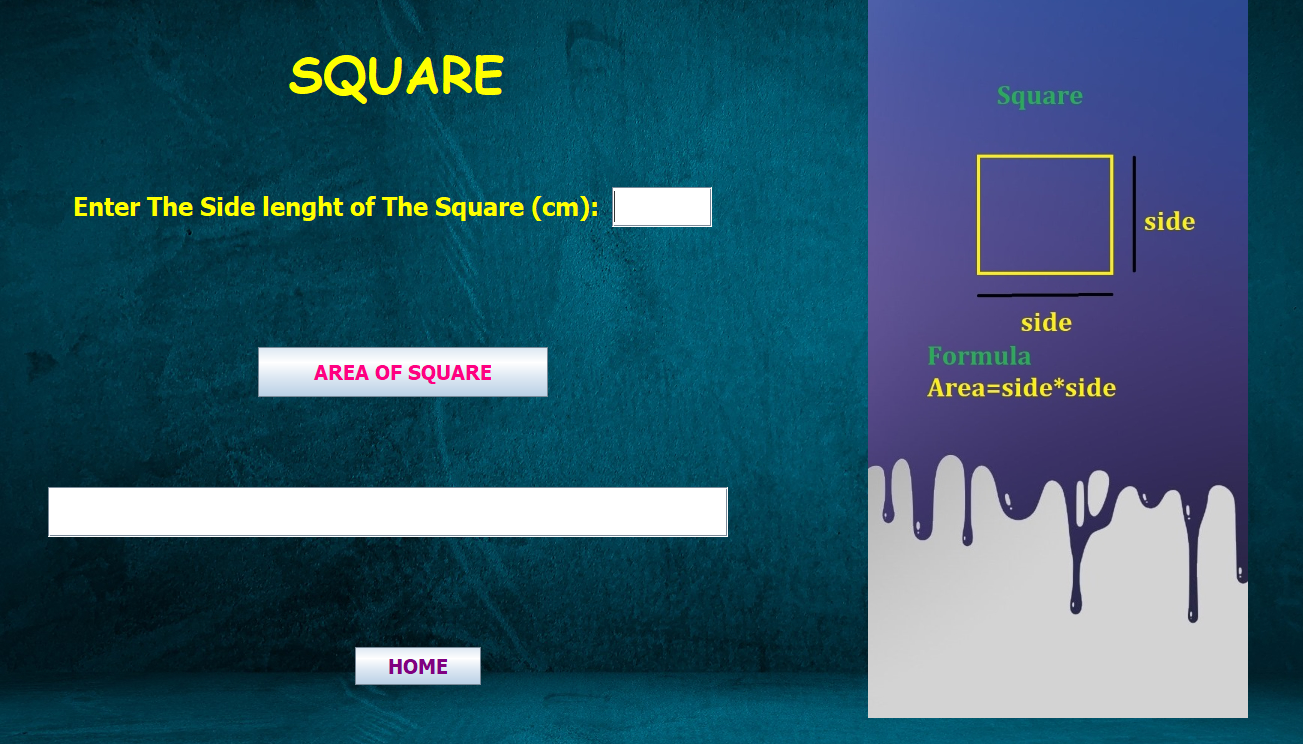 SQUARE
Enter The Side lenght of The Square (cm):
AREA OF SQUARE
HOME
Square
side
side
Formula
Area=side*side